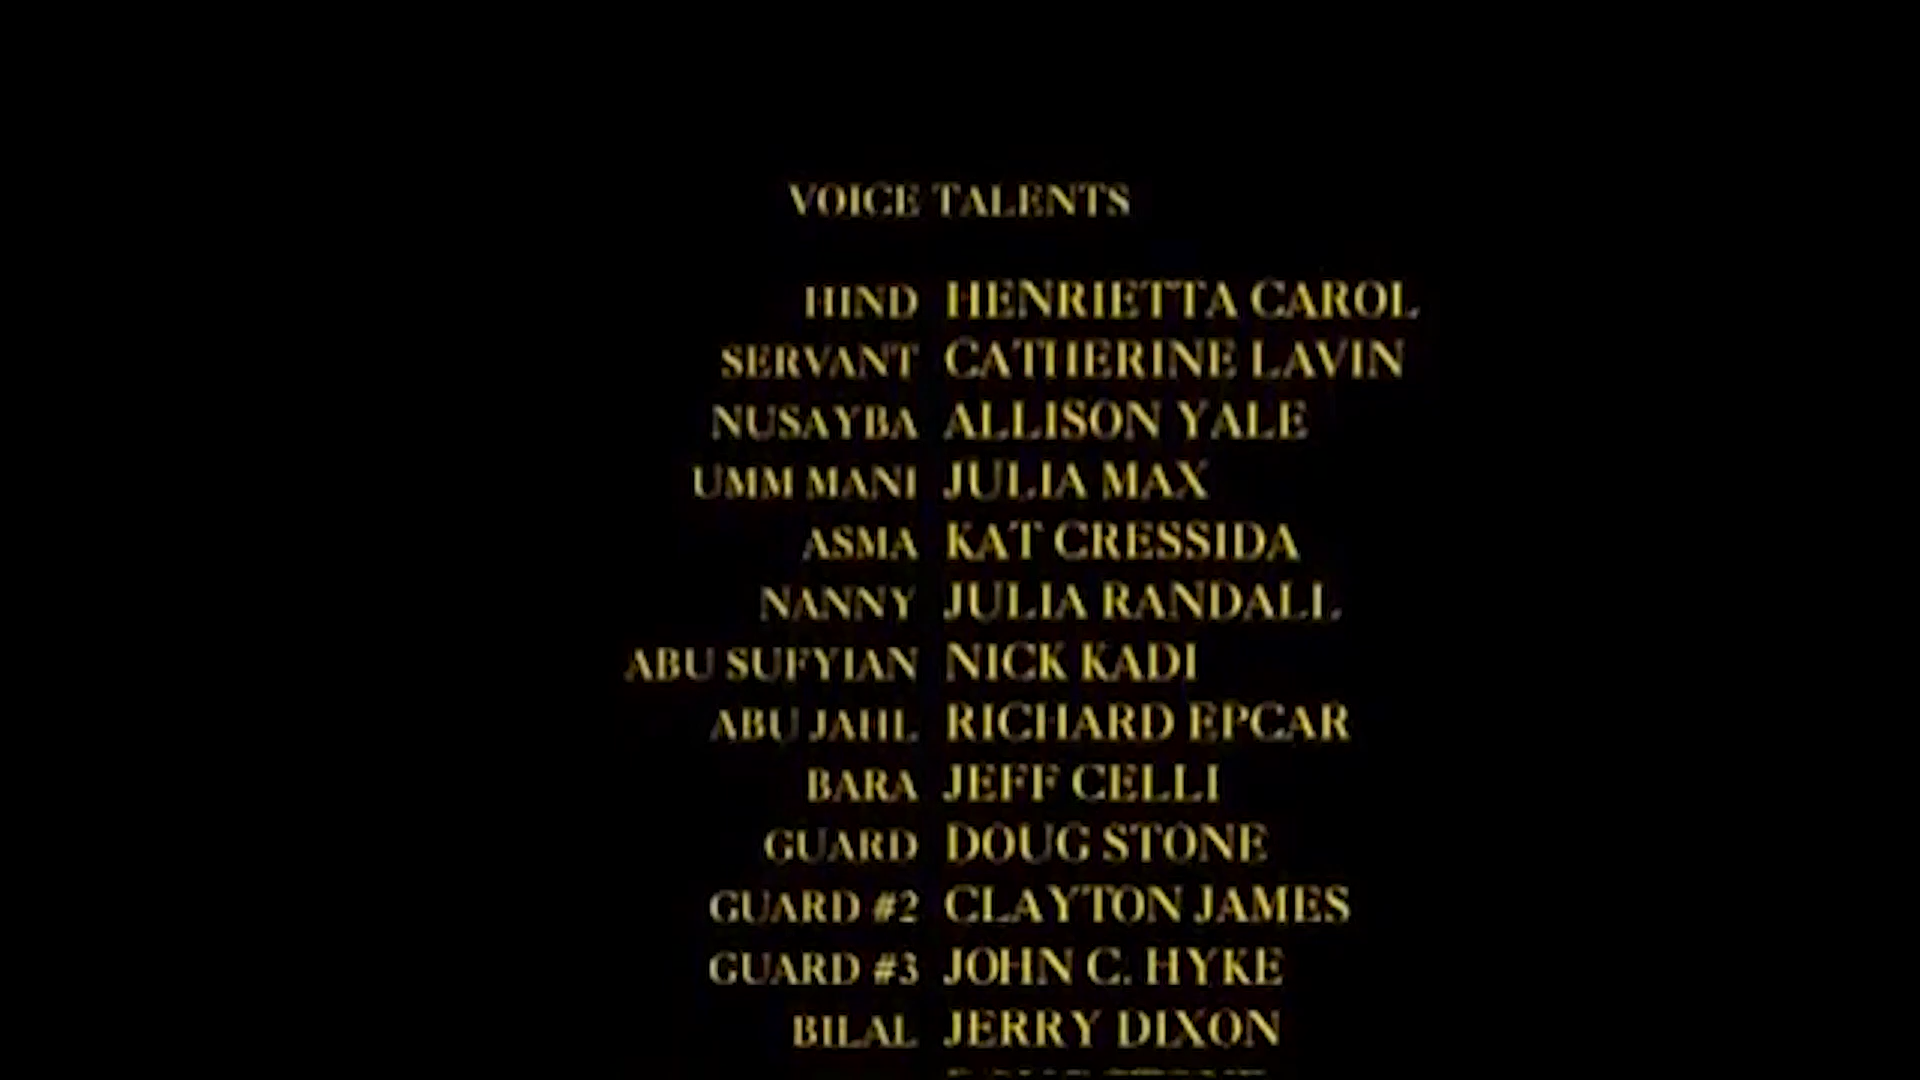 VOICE TALENTS
HIND HENRIETTA CAROL
SERVANT CATHERINE LAVIN
NUSAYBA ALLISON YALE
UMM MANI JULIA MAX
ASMA KAT CRESSIDA
NANNY JULIA RANDALL
ABU SUFYIAN NICK KADI
ABU JAHL RICHARD EPCAR
BARA JEFF CELLI
GUARD DOUG STONE
GUARD #2 CLAYTON JAMES
GUARD #3 JOHN C. HYKE
BILAL JERRY DIXON